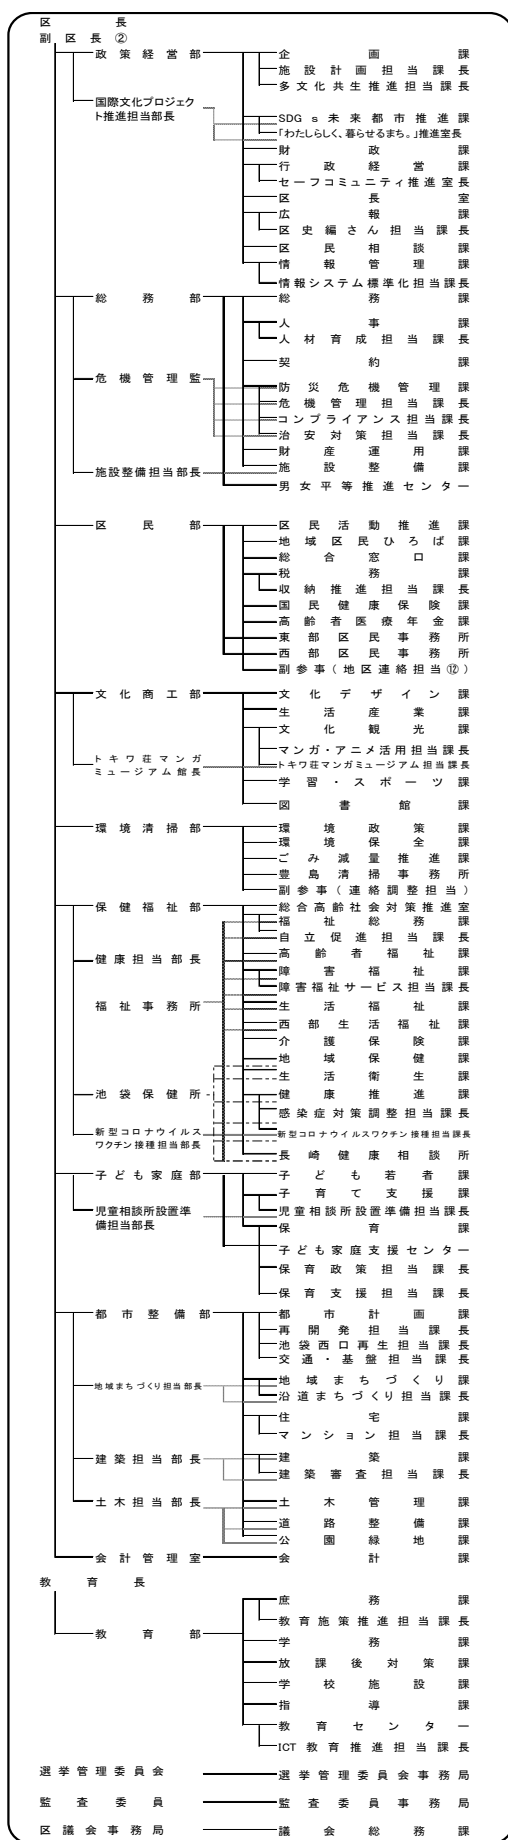 区長
副区長②
政策経営部 企画課
施設計画担当課長
多文化共生推進担当課長
国際文化プロジェク
ト推進担当部長
SDGs未来都市推進課
「わたしらしく、暮らせるまち。」推進室長
財政課
行政経営課
セーフコミュニティ推進室長
区長室
広報課
区史編さん担当課長
区民相談課
情報管理課
情報システム標準化担当課長
総務部 総務課
人事課
人材育成担当課長
契約課
危機管理監 防災危機管理課
危機管理担当課長
コンプライアンス担当課長
治安対策担当課長
財産運用課
施設整備担当部長 施設整備課
男女平等推進センター
区民部 区民活動推進課
地域区民ひろば課
総合窓口課
税務課
収納推進担当課長
国民健康保険課
高齢者医療年金課
東部区民事務所
西部区民事務所
副参事(地区連絡担当⑫)
文化商工部 文化デザイン課
生活産業課
文化観光課
マンガ・アニメ活用担当課長
トキワ荘マンガ
ミュージアム館長
トキワ荘マンガミュージアム担当課長
学習・スポーツ課
図書館課
環境清掃部 環境政策課
環境保全課
ごみ減量推進課
豊島清掃事務所
副参事(連絡調整担当)
保健福祉部 総合高齢社会対策推進室
福祉総務課
自立促進担当課長
健康担当部長 高齢者福祉課
障害福祉課
障害福祉サービス担当課長
福祉事務所 生活福祉課
西部生活福祉課
介護保険課
地域保健課
生活衛生課
池袋保健所 健康推進課
感染症対策調整担当課長
新型コロナウイルス
ワクチン接種担当部長
新型コロナウイルスワクチン接種担当課長
長崎健康相談所
子ども家庭部 子ども若者課
子育て支援課
児童相談所設置準
備担当部長
児童相談所設置準備担当課長
保育課
子ども家庭支援センター
保育政策担当課長
保育支援担当課長
都市整備部 都市計画課
再開発担当課長
池袋西口再生担当課長
交通・基盤担当課長
地域まちづくり担当部長 地域まちづくり課
沿道まちづくり担当課長
住宅課
マンション担当課長
建築担当部長 建築課
建築審査担当課長
土木担当部長 土木管理課
道路整備課
公園緑地課
会計管理室 会計課
教育長
庶務課
教育施策推進担当課長
教育部 学務課
放課後対策課
学校施設課
指導課
教育センター
ICT教育推進担当課長
選挙管理委員会 選挙管理委員会事務局
監査委員 監査委員事務局
区議会事務局 議会総務課